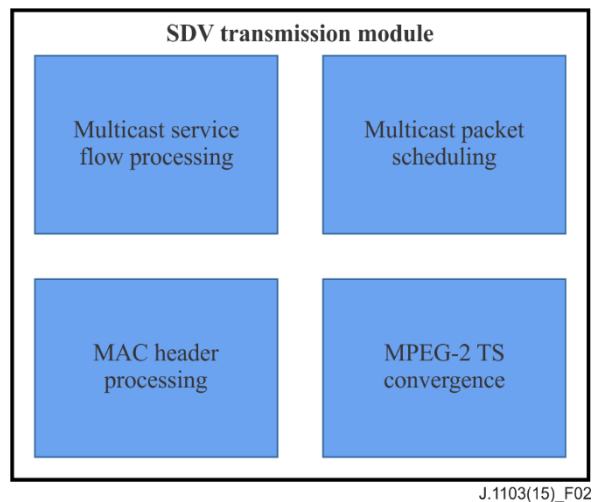 SDV transmission module
Multicast service
flow processing
Multicast packet
scheduling
MAC header
processing
MPEG-2 TS
convergence
J.1103(15)_F02